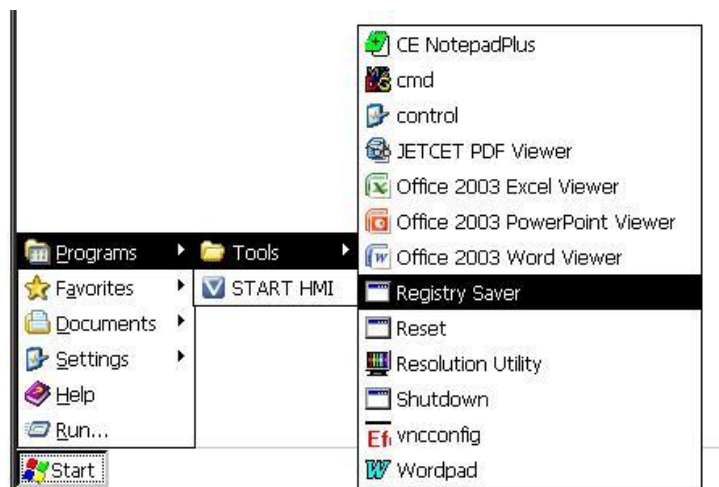 CE NotepadPlus
cmd
control
JETCET PDF Viewer
Office 2003 Excel Viewer
Office 2003 PowerPoint Viewer
Office 2003 Word Viewer
Registry Saver
Reset
Resolution Utility
Shutdown
vncconfig
Wordpad
Tools
START HMI
Programs
Favorites
Documents
Settings
Help
Run...
Start